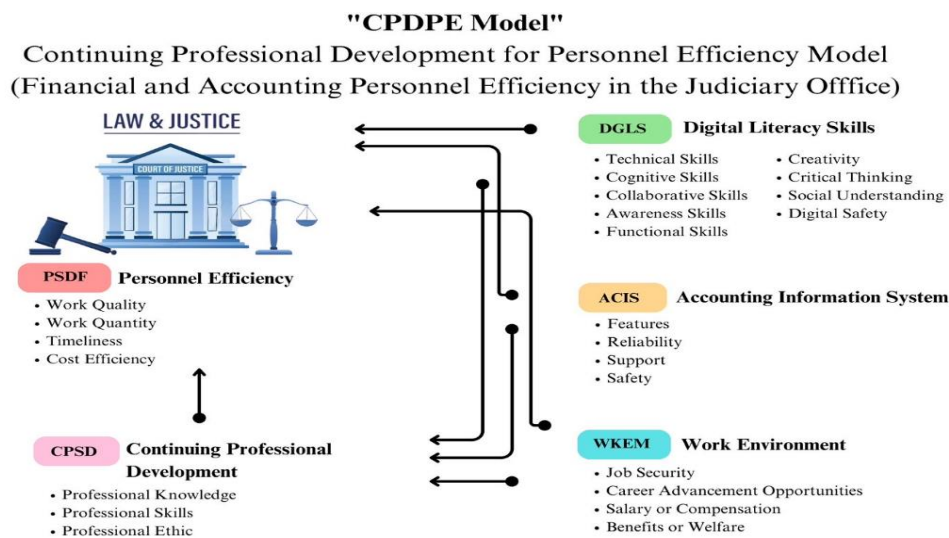 "CPDPE Model"
Continuing Professional Development for Personnel Efficiency Model
(Financial and Accounting Personnel Efficiency in the Judiciary Offfice)
LAW & JUSTICE
COURT OF JUSTICE
PSDF Personnel Efficiency
• Work Quality
• Work Quantity
• Timeliness
• Cost Efficiency
CPSD Continuing Professional
Development
• Professional Knowledge
• Professional Skills
• Professional Ethic
DGLS Digital Literacy Skills
• Technical Skills
• Cognitive Skills
• Collaborative Skills
• Awareness Skills
• Functional Skills
• Creativity
• Critical Thinking
• Social Understanding
• Digital Safety
ACIS Accounting Information System
• Features
• Reliability
• Support
• Safety
WKEM Work Environment
• Job Security
• Career Advancement Opportunities
• Salary or Compensation
• Benefits or Welfare